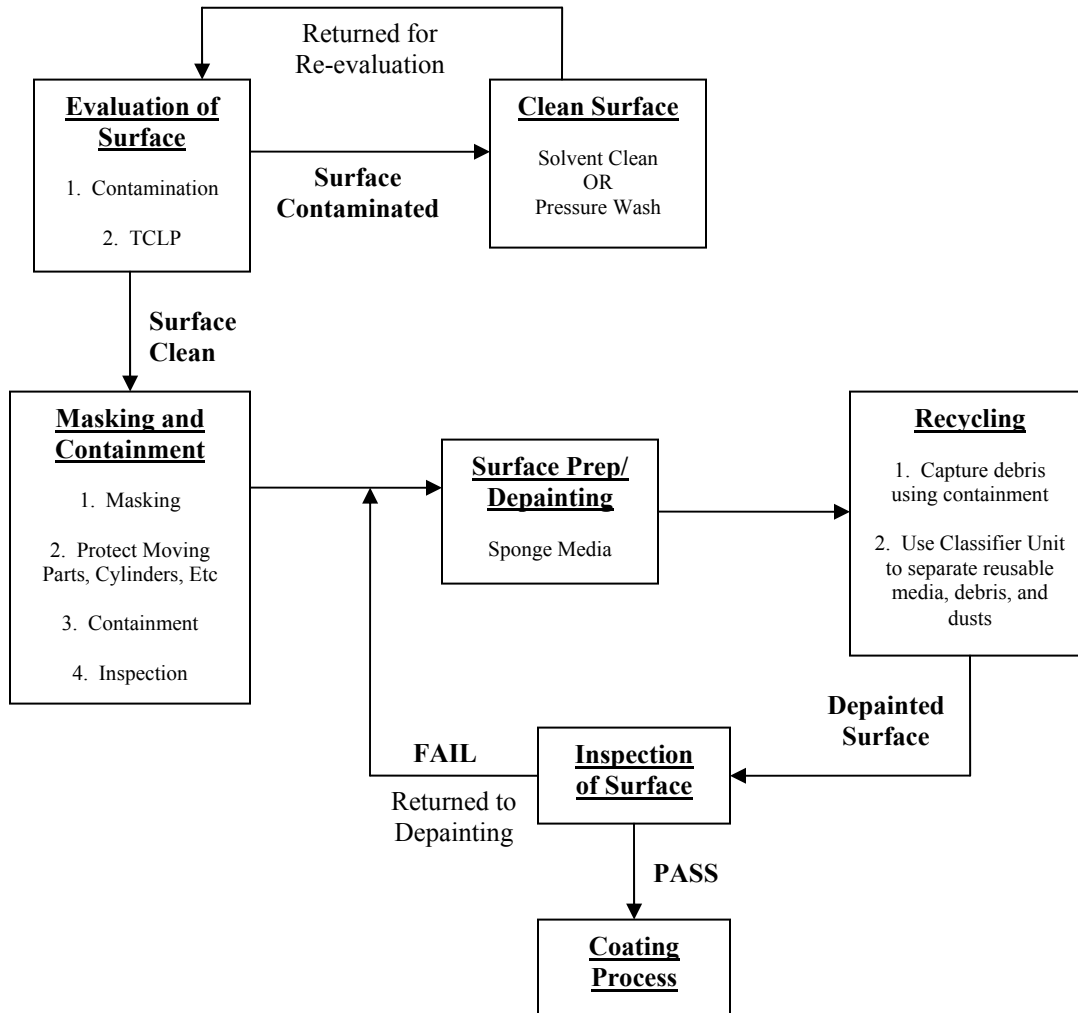 Returned for
Re-evaluation
Evaluation of
Surface
1. Contamination
2. TCLP
Surface
Contaminated
Clean Surface
Solvent Clean
OR
Pressure Wash
Surface
Clean
Masking and
Containment
1. Masking
2. Protect Moving
Parts, Cylinders, Etc
3. Containment
4. Inspection
Surface Prep/
Depainting
Sponge Media
Recycling
1. Capture debris
using containment
2. Use Classifier Unit
to separate reusable
media, debris, and
dusts
Depainted
Surface
Inspection
of Surface
FAIL
Returned to
Depainting
PASS
Coating
Process